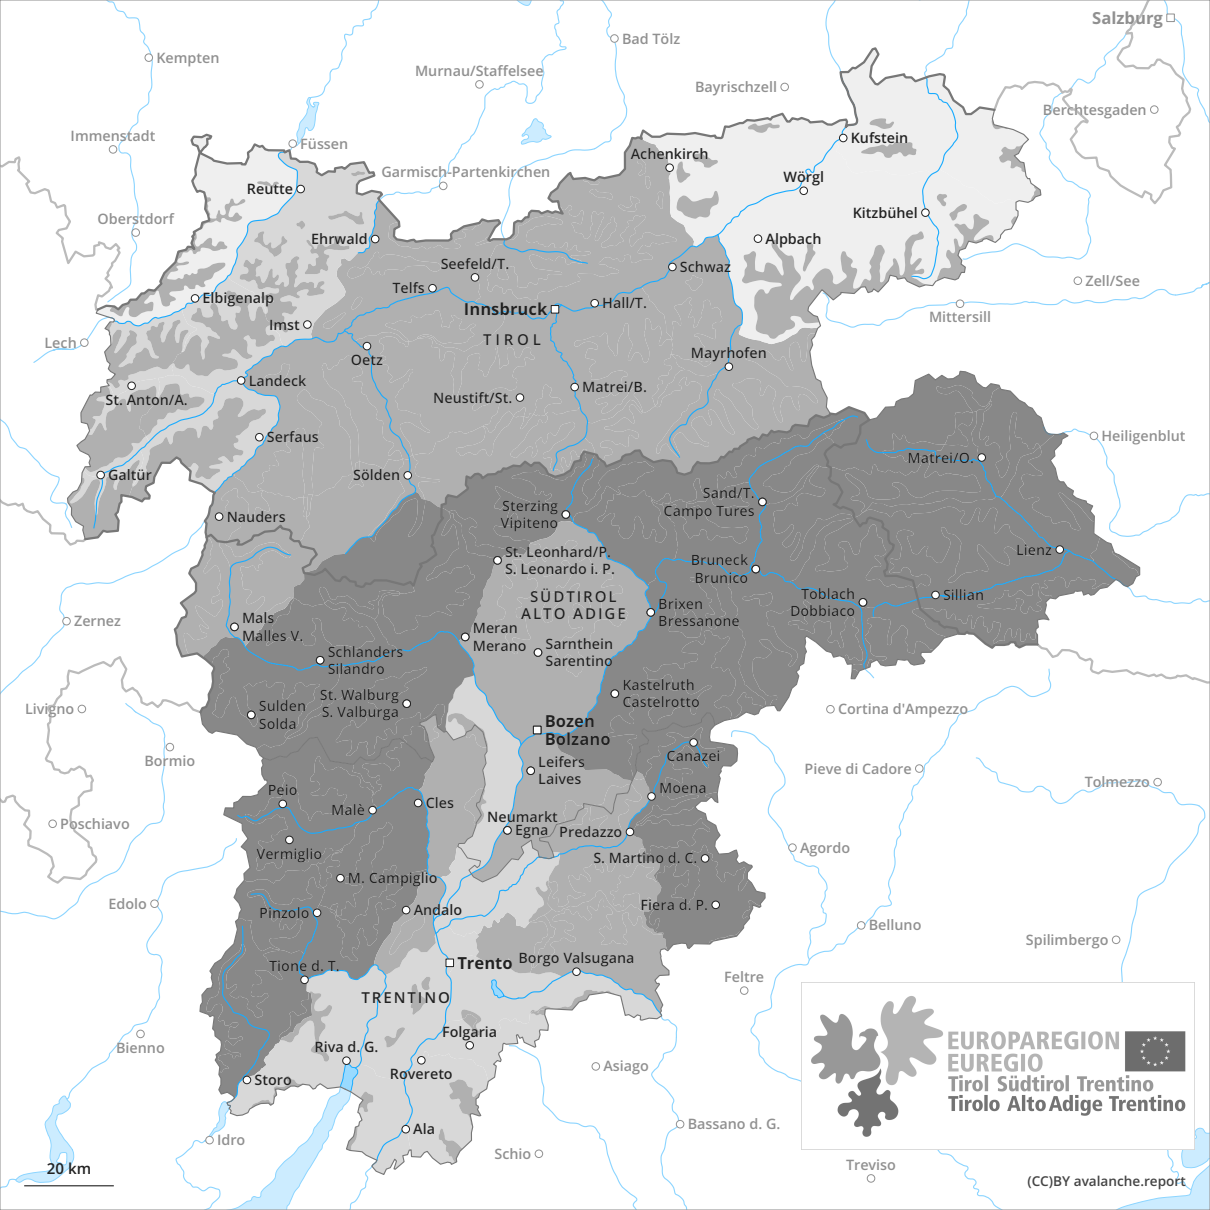 Salzburg
Bad Tölz
Kempten
Murnau/Staffelsee
Bayrischzell
Berchtesgaden
Immenstadt
Füssen
Kufstein
Achenkirch
Garmisch-Partenkirchen
Wörgl
Reutte
Oberstdorf
Kitzbühel
Ehrwald
Alpbach
Seefeld/T.
Schwaz
Zell/See
Telfs
Elbigenalp
Hall/T.
Innsbruck
Mittersill
Imst
TIROL
Lech
Mayrhofen
Oetz
Landeck
Matrei/B.
St. Anton/A.
Neustift/St.
Serfaus
Heiligenblut
Matrei/O.
Galtür
Sölden
Sand/T.
Campo Tures
Sterzing
Vipiteno
Nauders
Lienz
St. Leonhard/P.
S. Leonardo i. P.
Bruneck
Brunico
SÜDTIROL
ALTO ADIGE
Toblach
Dobbiaco
Sillian
Brixen
Bressanone
Mals
Malles V.
Zernez
Meran
Merano
Sarnthein
Sarentino
Schlanders
Silandro
Kastelruth
Castelrotto
St. Walburg
S. Valburga
Sulden
Solda
Livigno
Cortina d'Ampezzo
Bozen
Bolzano
Canazei
Bormio
Leifers
Laives
Pieve di Cadore
Tolmezzo
Peio
Moena
Malè
Cles
Neumarkt
Egna
Poschiavo
Predazzo
Vermiglio
Agordo
S. Martino d. C.
M. Campiglio
Edolo
Fiera d. P.
Pinzolo
Andalo
Belluno
Spilimbergo
Borgo Valsugana
Trento
Tione d. T.
Feltre
TRENTINO
Folgaria
Bienno
Riva d. G.
EUROPAREGION
EUREGIO
Tirol Südtirol Trentino
Tirolo Alto Adige Trentino
Asiago
Rovereto
Storo
Bassano d. G.
Ala
Idro
Schio
Treviso
20 km
(CC)BY avalanche.report